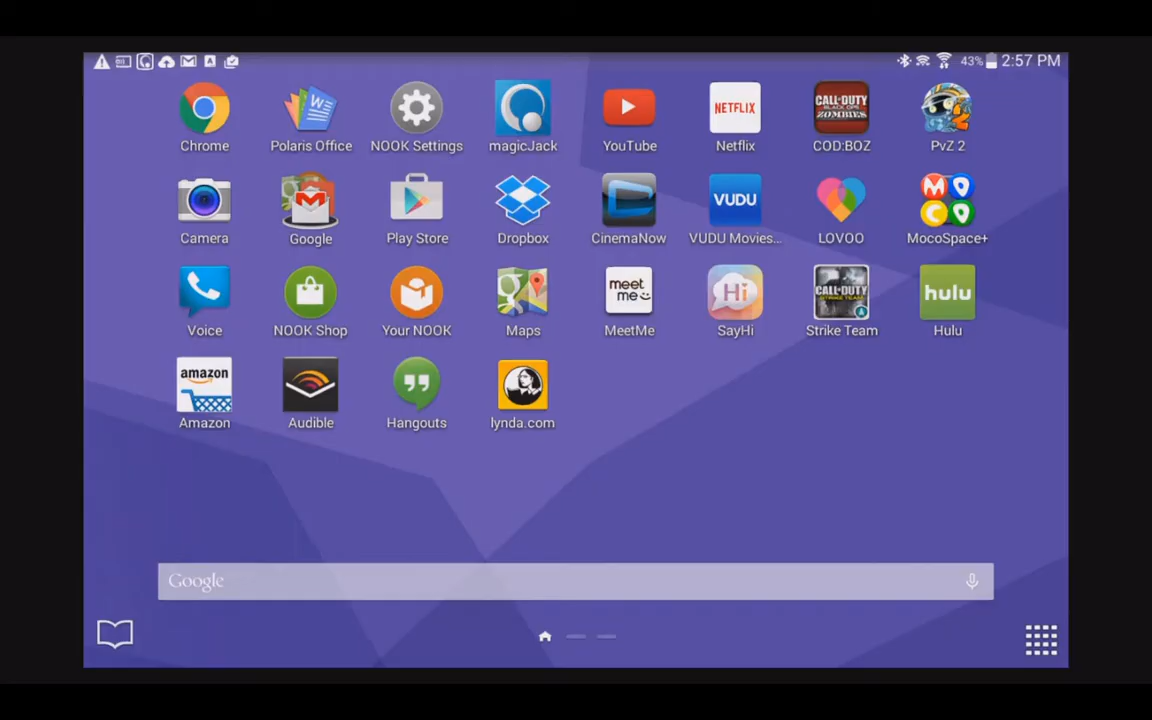 43% 2:57 PM
W
NETFLIX
CALL OF DUTY
BLACK OPS
ZOMBIES
2
Chrome Polaris Office NOOK Settings magicJack YouTube Netflix COD:BOZ PvZ 2
VUDU
M O
C O
Camera Google Play Store Dropbox CinemaNow VUDU Movies... LOVOO MocoSpace+
meet
me
Hi
CALL OF DUTY
STRIKE TEAM
hulu
Voice NOOK Shop Your NOOK Maps MeetMe SayHi Strike Team Hulu
amazon
Amazon Audible Hangouts lynda.com
Google